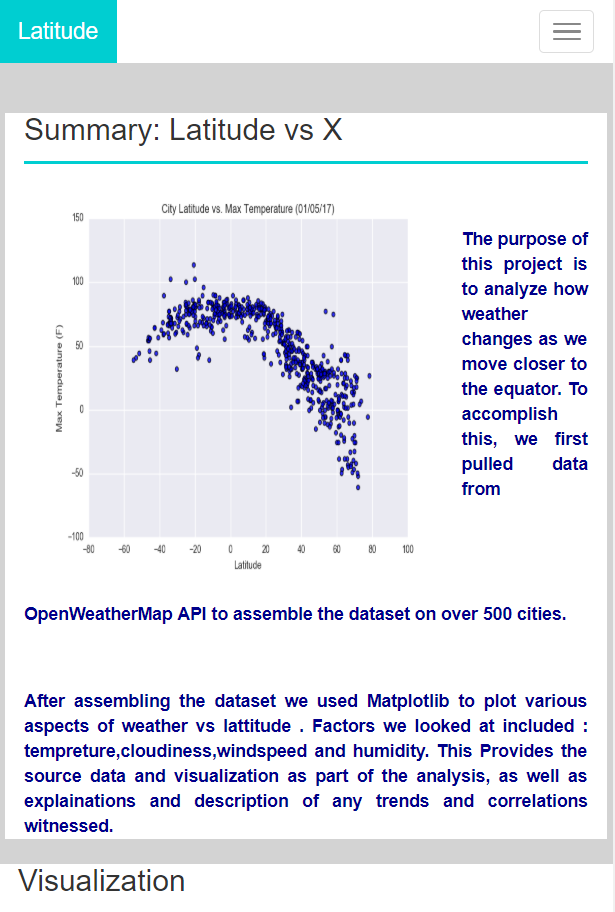 Latitude
Summary: Latitude vs X
City Latitude vs. Max Temperature (01/05/17)
150
100
50
0
−50
−100
Max Temperature (F)
−80 −60 −40 −20 0 20 40 60 80 100
Latitude
The purpose of
this project is
to analyze how
weather
changes as we
move closer to
the equator. To
accomplish
this, we first
pulled data
from
OpenWeatherMap API to assemble the dataset on over 500 cities.
After assembling the dataset we used Matplotlib to plot various
aspects of weather vs lattitude . Factors we looked at included :
tempreture,cloudiness,windspeed and humidity. This Provides the
source data and visualization as part of the analysis, as well as
explainations and description of any trends and correlations
witnessed.
Visualization